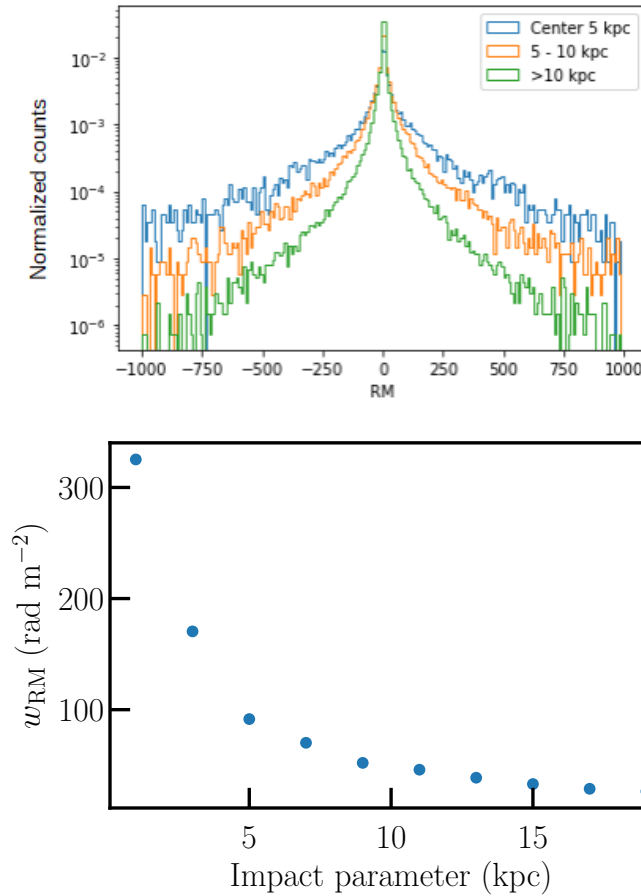 Center 5 kpc
5 - 10 kpc
>10 kpc
Normalized counts
10⁻²
10⁻³
10⁻⁴
10⁻⁵
10⁻⁶
−1000 −750 −500 −250 0 250 500 750 1000
RM
w_RM (rad m⁻²)
300
200
100
5 10 15
Impact parameter (kpc)